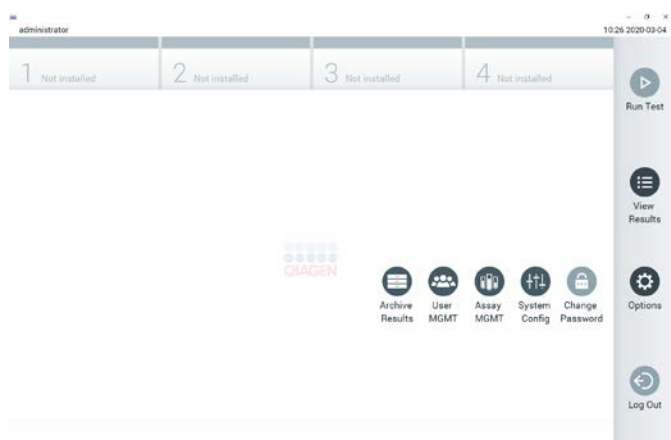 administrator
10:26 2020-03-04
1 Not installed
2 Not installed
3 Not installed
4 Not installed
Run Test
View
Results
QIAGEN
Archive
Results
User
MGMT
Assay
MGMT
System
Config
Change
Password
Options
Log Out